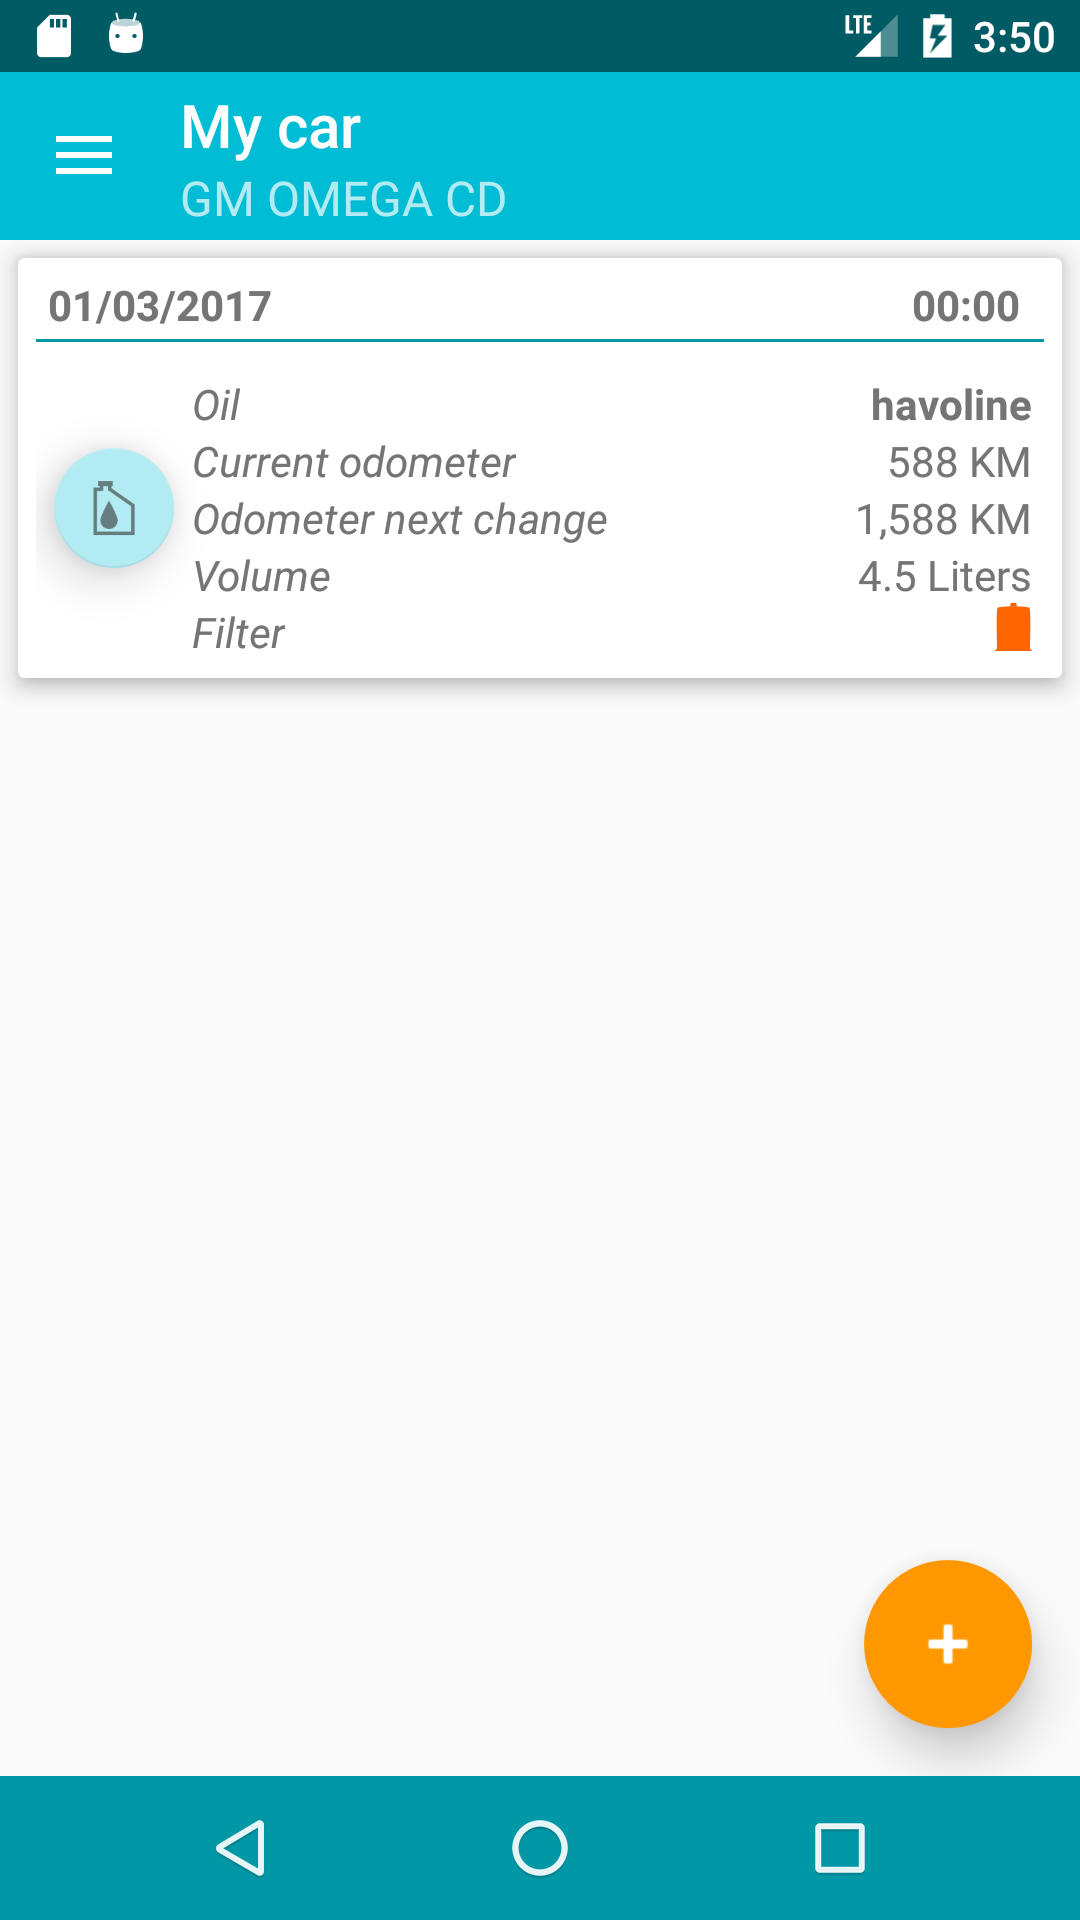 LTE 3:50
My car
GM OMEGA CD
01/03/2017 00:00
Oil havoline
Current odometer 588 KM
Odometer next change 1,588 KM
Volume 4.5 Liters
Filter